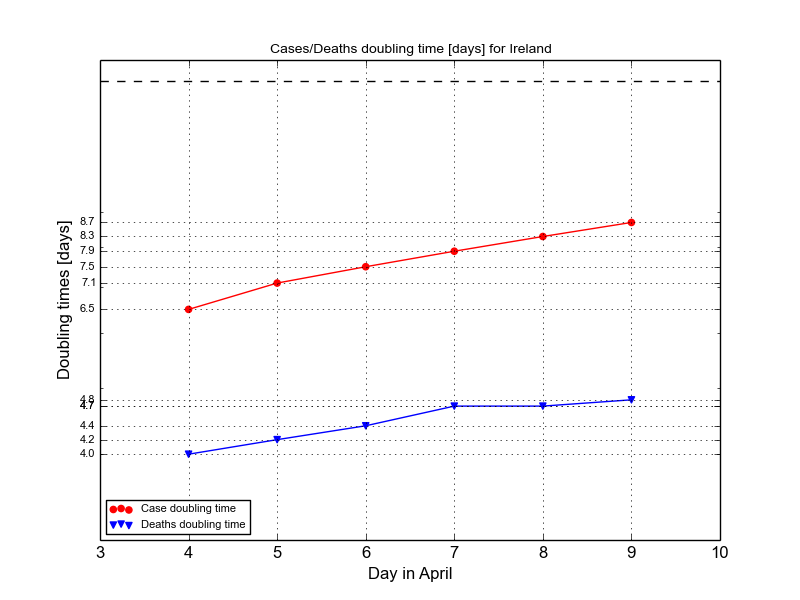 Cases/Deaths doubling time [days] for Ireland
Doubling times [days]
8.7
8.3
7.9
7.5
7.1
6.5
4.8
4.7
4.4
4.2
4.0
Case doubling time
Deaths doubling time
3 4 5 6 7 8 9 10
Day in April